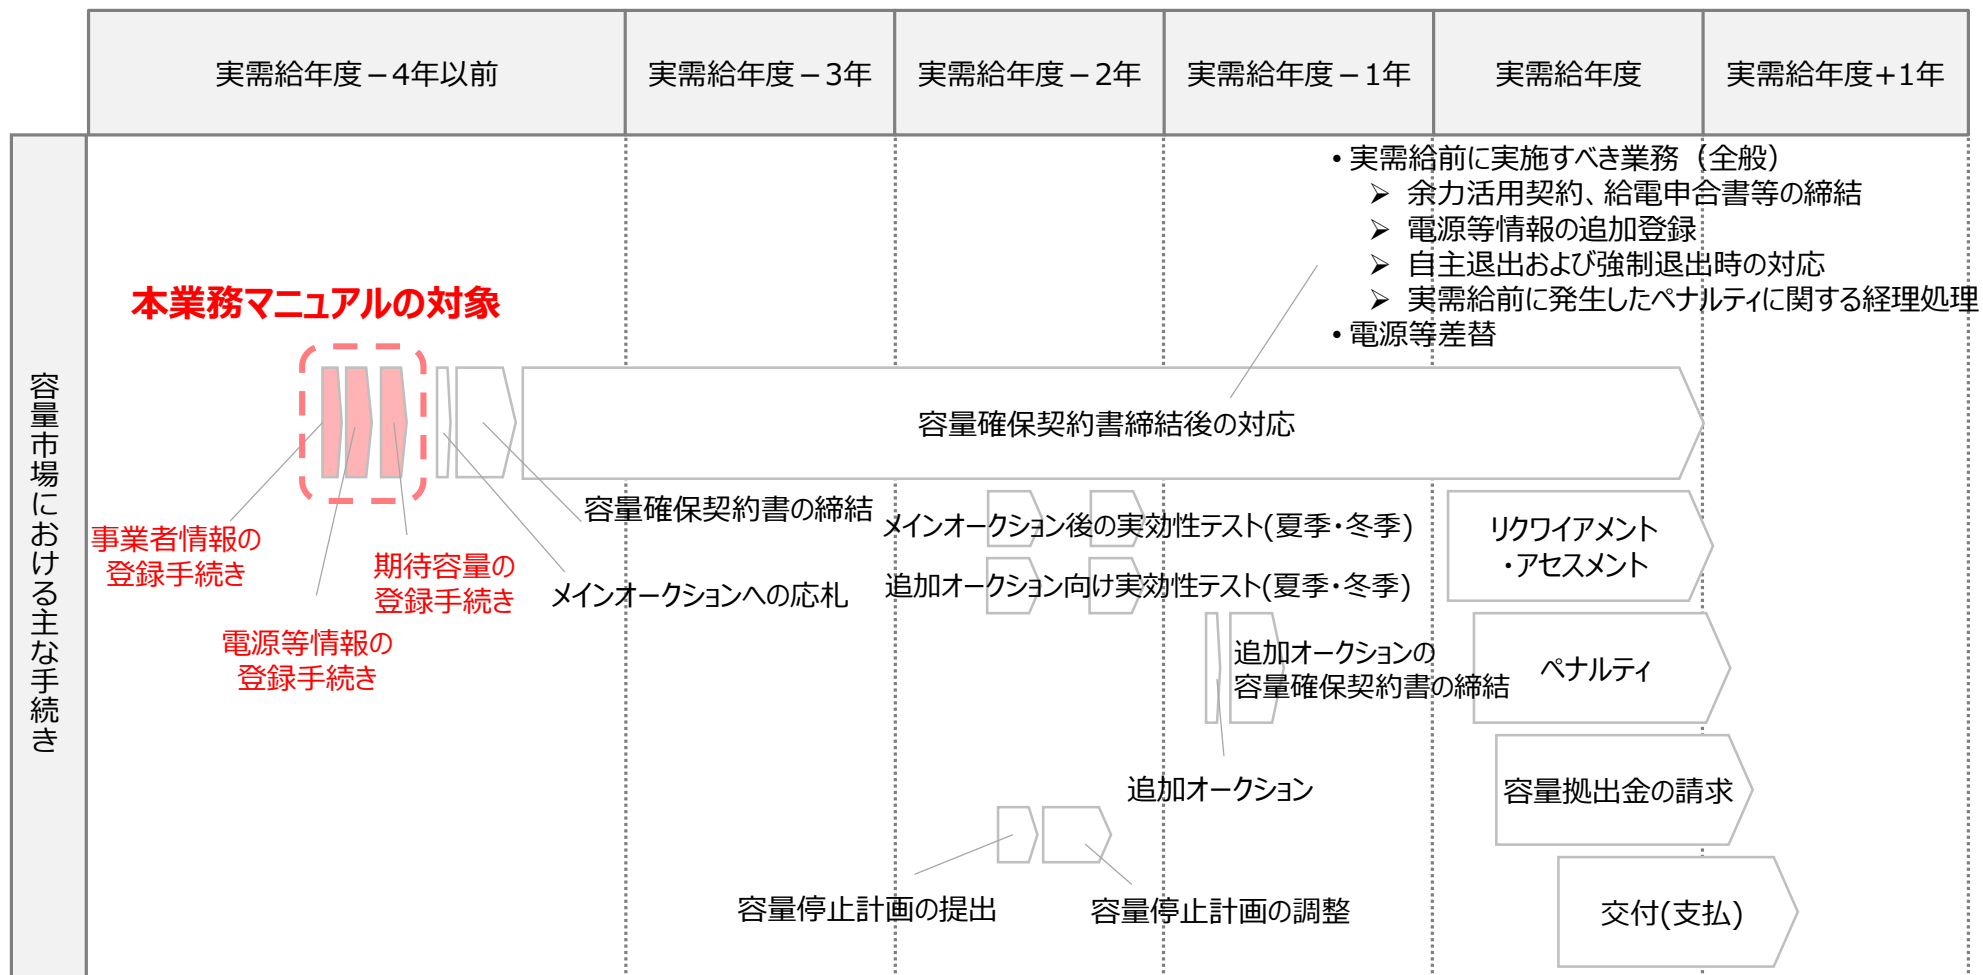 実需給年度－4年以前
実需給年度－3年
実需給年度－2年
実需給年度－1年
実需給年度
実需給年度+1年
容量市場における主な手続き
• 実需給前に実施すべき業務（全般）
➢ 余力活用契約、給電申合書等の締結
➢ 電源等情報の追加登録
➢ 自主退出および強制退出時の対応
➢ 実需給前に発生したペナルティに関する経理処理
• 電源等差替
本業務マニュアルの対象
容量確保契約書締結後の対応
事業者情報の
登録手続き
電源等情報の
登録手続き
期待容量の
登録手続き
容量確保契約書の締結
メインオークションへの応札
メインオークション後の実効性テスト(夏季・冬季)
追加オークション向け実効性テスト(夏季・冬季)
リクワイアメント
・アセスメント
追加オークションの
容量確保契約書の締結
ペナルティ
追加オークション
容量拠出金の請求
容量停止計画の提出
容量停止計画の調整
交付(支払)